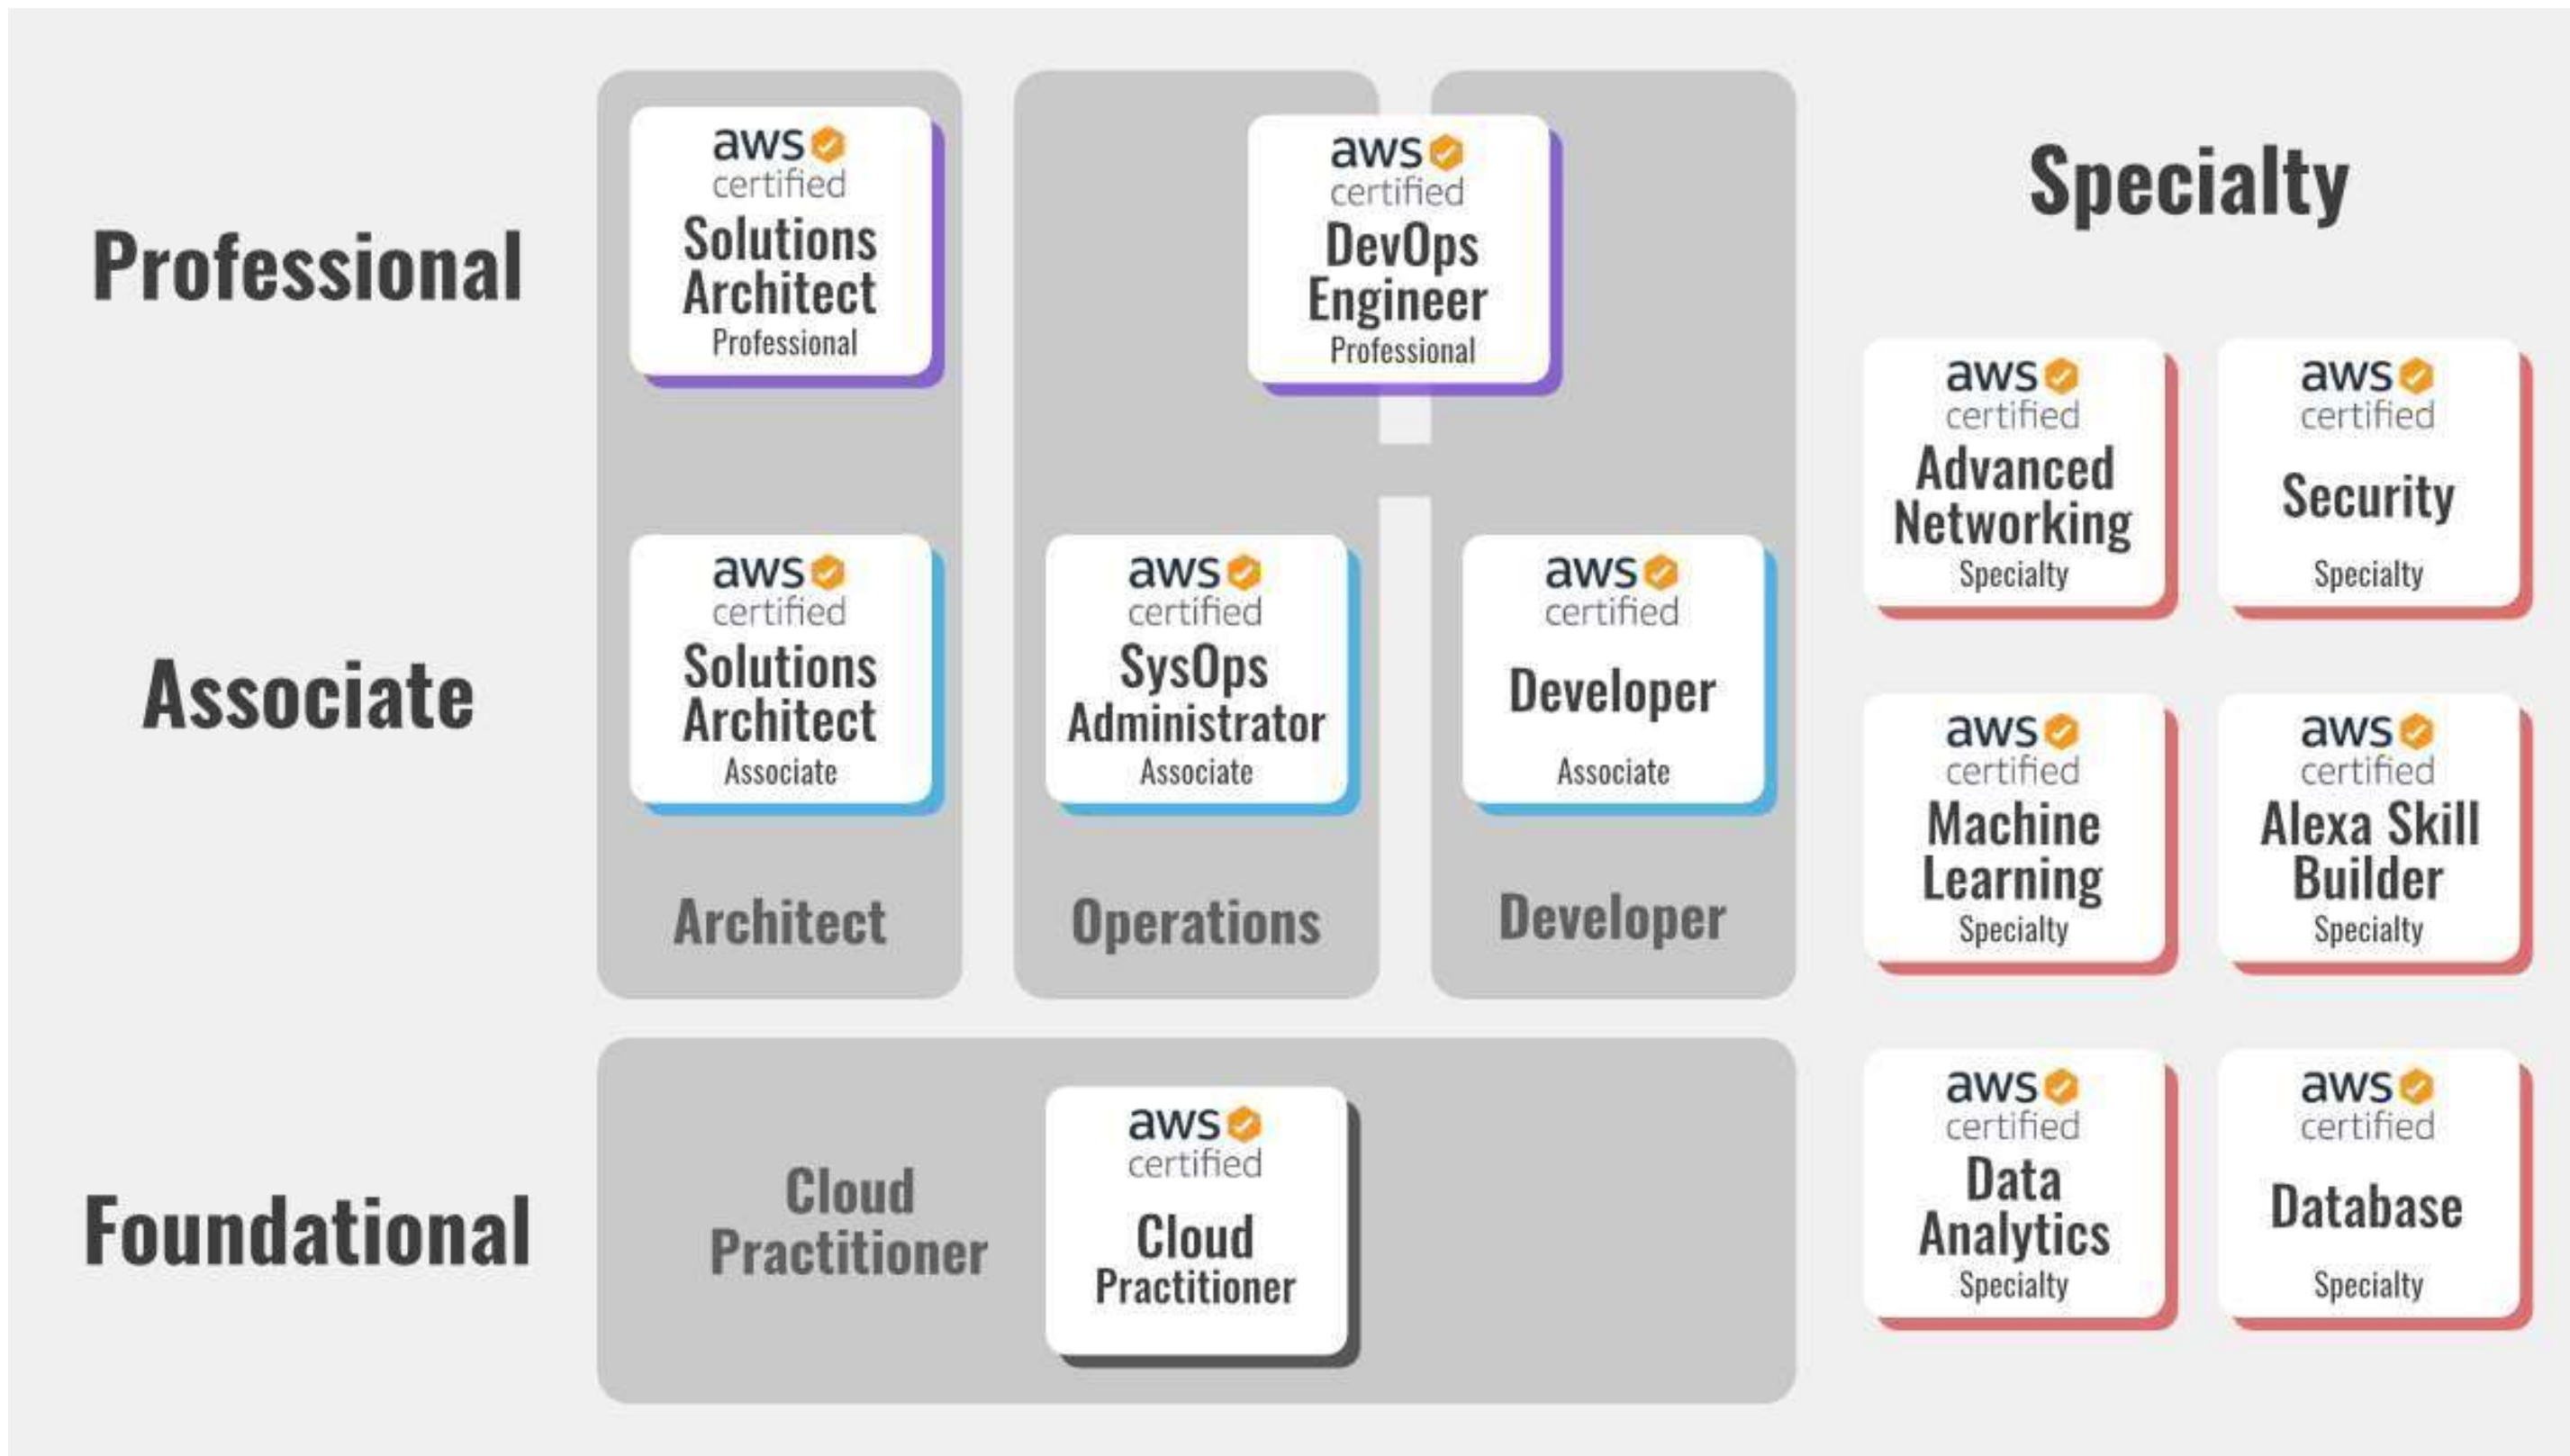 Professional
aws
certified
Solutions
Architect
Professional
aws
certified
DevOps
Engineer
Professional
Associate
aws
certified
Solutions
Architect
Associate
aws
certified
SysOps
Administrator
Associate
aws
certified
Developer
Associate
Architect
Operations
Developer
Foundational
Cloud
Practitioner
aws
certified
Cloud
Practitioner
Specialty
aws
certified
Advanced
Networking
Specialty
aws
certified
Security
Specialty
aws
certified
Machine
Learning
Specialty
aws
certified
Alexa Skill
Builder
Specialty
aws
certified
Data
Analytics
Specialty
aws
certified
Database
Specialty